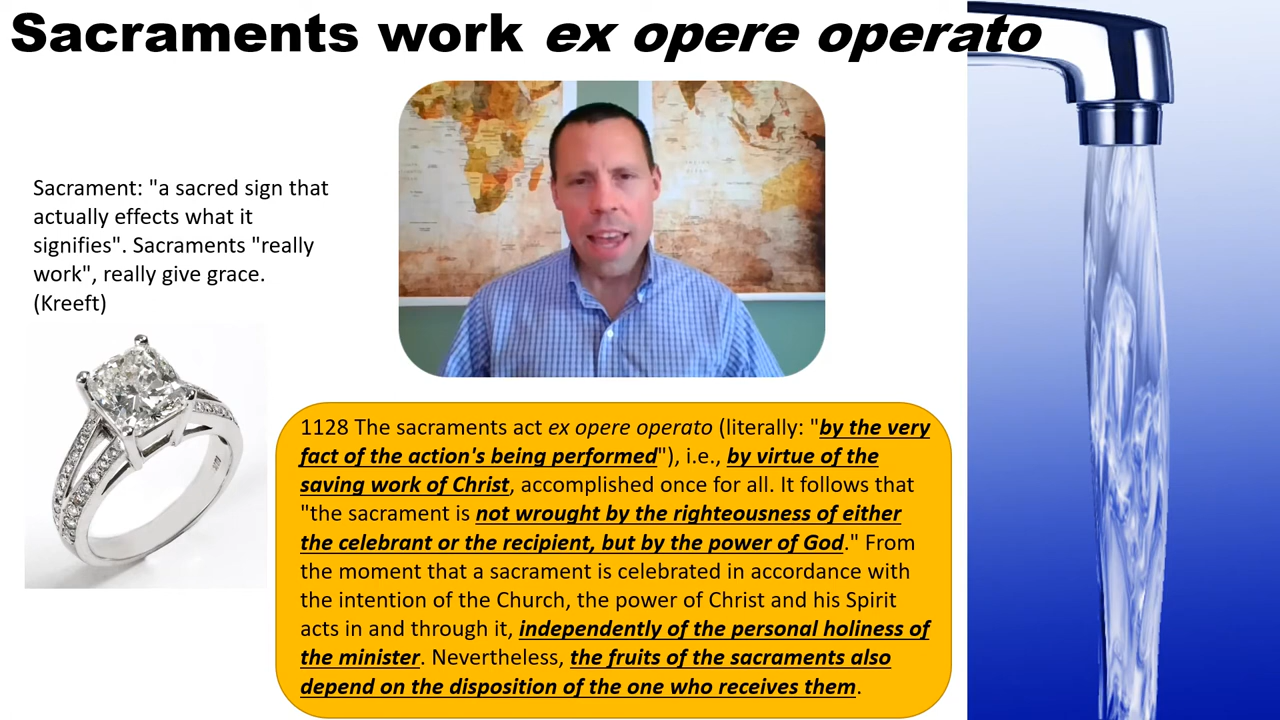 Sacraments work ex opere operato
Sacrament: "a sacred sign that
actually effects what it
signifies". Sacraments "really
work", really give grace.
(Kreeft)
1128 The sacraments act ex opere operato (literally: "by the very
fact of the action's being performed"), i.e., by virtue of the
saving work of Christ, accomplished once for all. It follows that
"the sacrament is not wrought by the righteousness of either
the celebrant or the recipient, but by the power of God." From
the moment that a sacrament is celebrated in accordance with
the intention of the Church, the power of Christ and his Spirit
acts in and through it, independently of the personal holiness of
the minister. Nevertheless, the fruits of the sacraments also
depend on the disposition of the one who receives them.